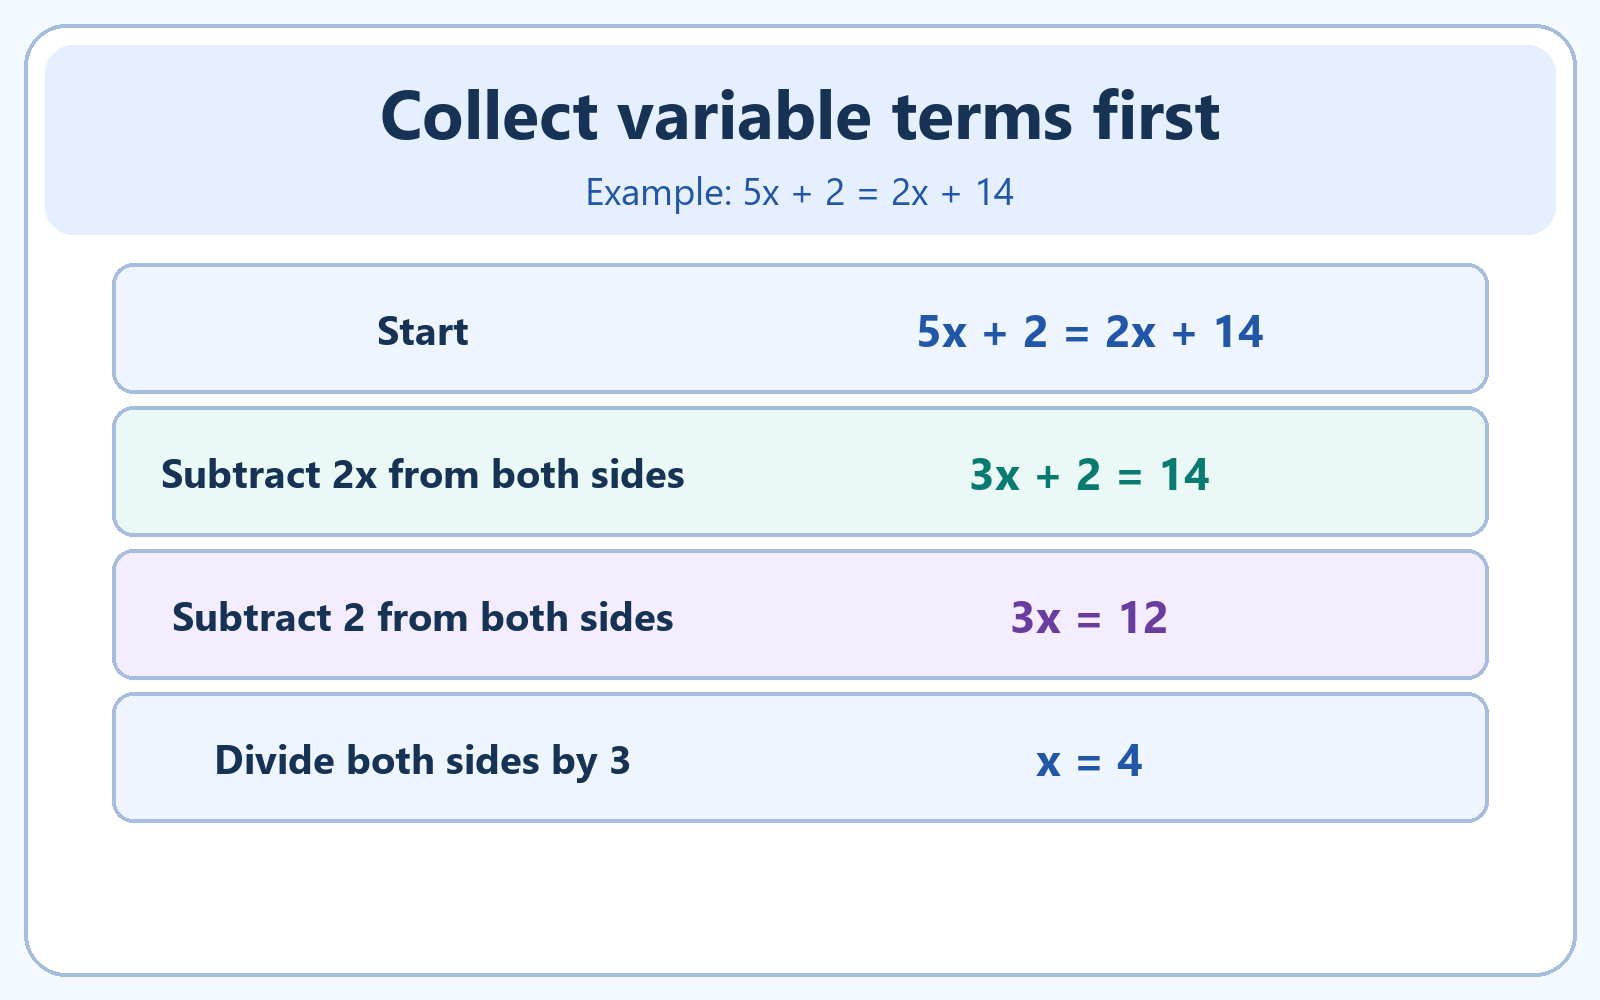 Collect variable terms first
Example: 5x + 2 = 2x + 14
Start 5x + 2 = 2x + 14
Subtract 2x from both sides 3x + 2 = 14
Subtract 2 from both sides 3x = 12
Divide both sides by 3 x = 4